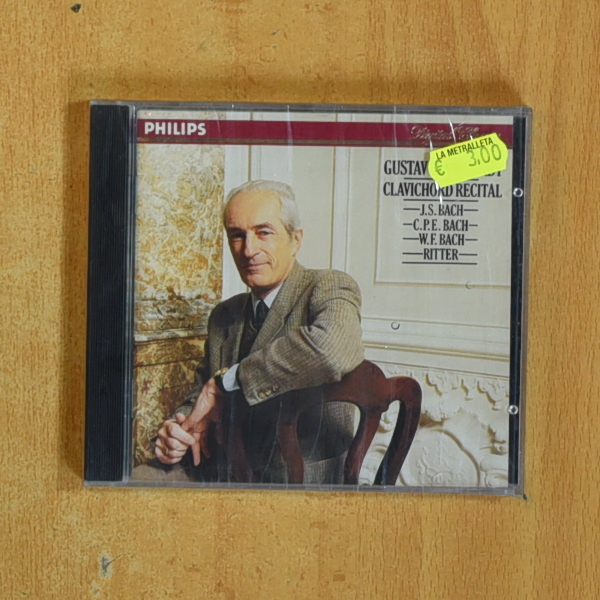 PHILIPS
LA METRALLETA
€ 3,00
GUSTAV
CLAVICHORD RECITAL
J.S. BACH
C.P.E. BACH
W.F. BACH
RITTER